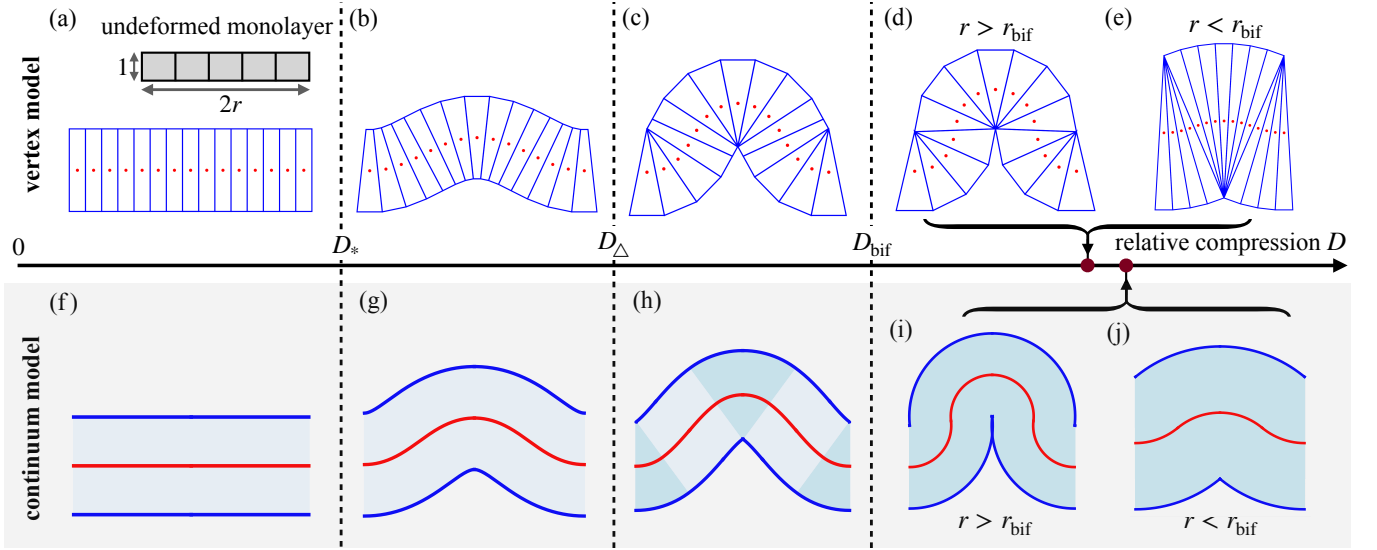 (a)
undeformed monolayer
1
2r
(b)
(c)
(d)
r > r_bif
(e)
r < r_bif
vertex model
0
D_*
D_△
D_bif
relative compression D
continuum model
(f)
(g)
(h)
(i)
r > r_bif
(j)
r < r_bif